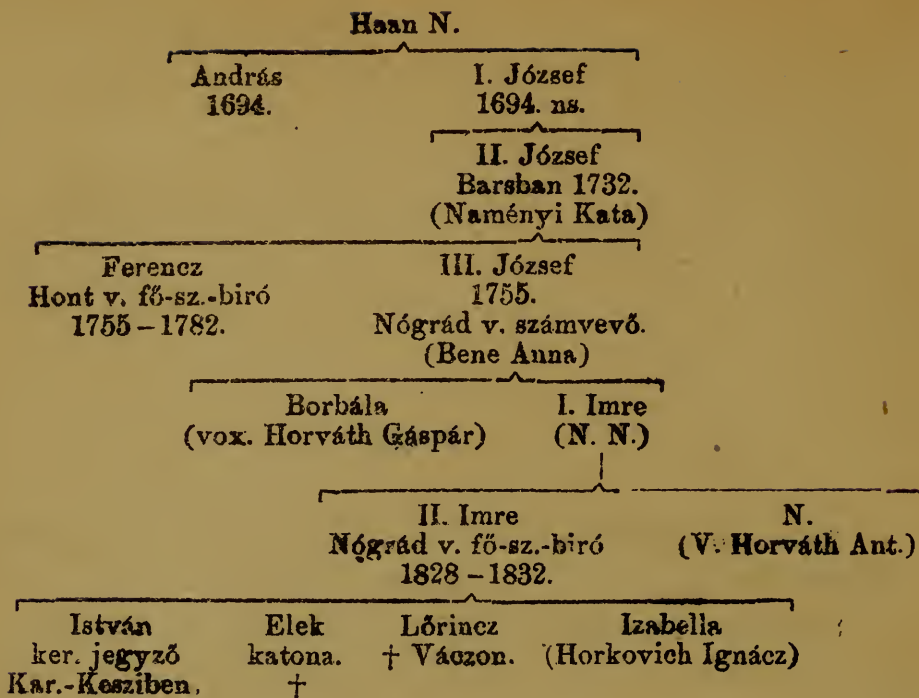 Haan N.
András I. József
1694. 1694. ns.
II. József
Barsban 1732.
(Naményi Kata)
Ferencz III. József
Hont v. fő-sz.-biró 1755.
1755–1782. Nógrád v. számvevő.
(Bene Anna)
Borbála I. Imre
(vox. Horváth Gáspár) (N. N.)
II. Imre N.
Nógrád v. fő-sz.-biró (V. Horváth Ant.)
1828–1832.
István Elek Lőrincz Izabella
ker. jegyző katona. † Váczon. (Horkovich Ignácz)
Kar.-Kesziben. †